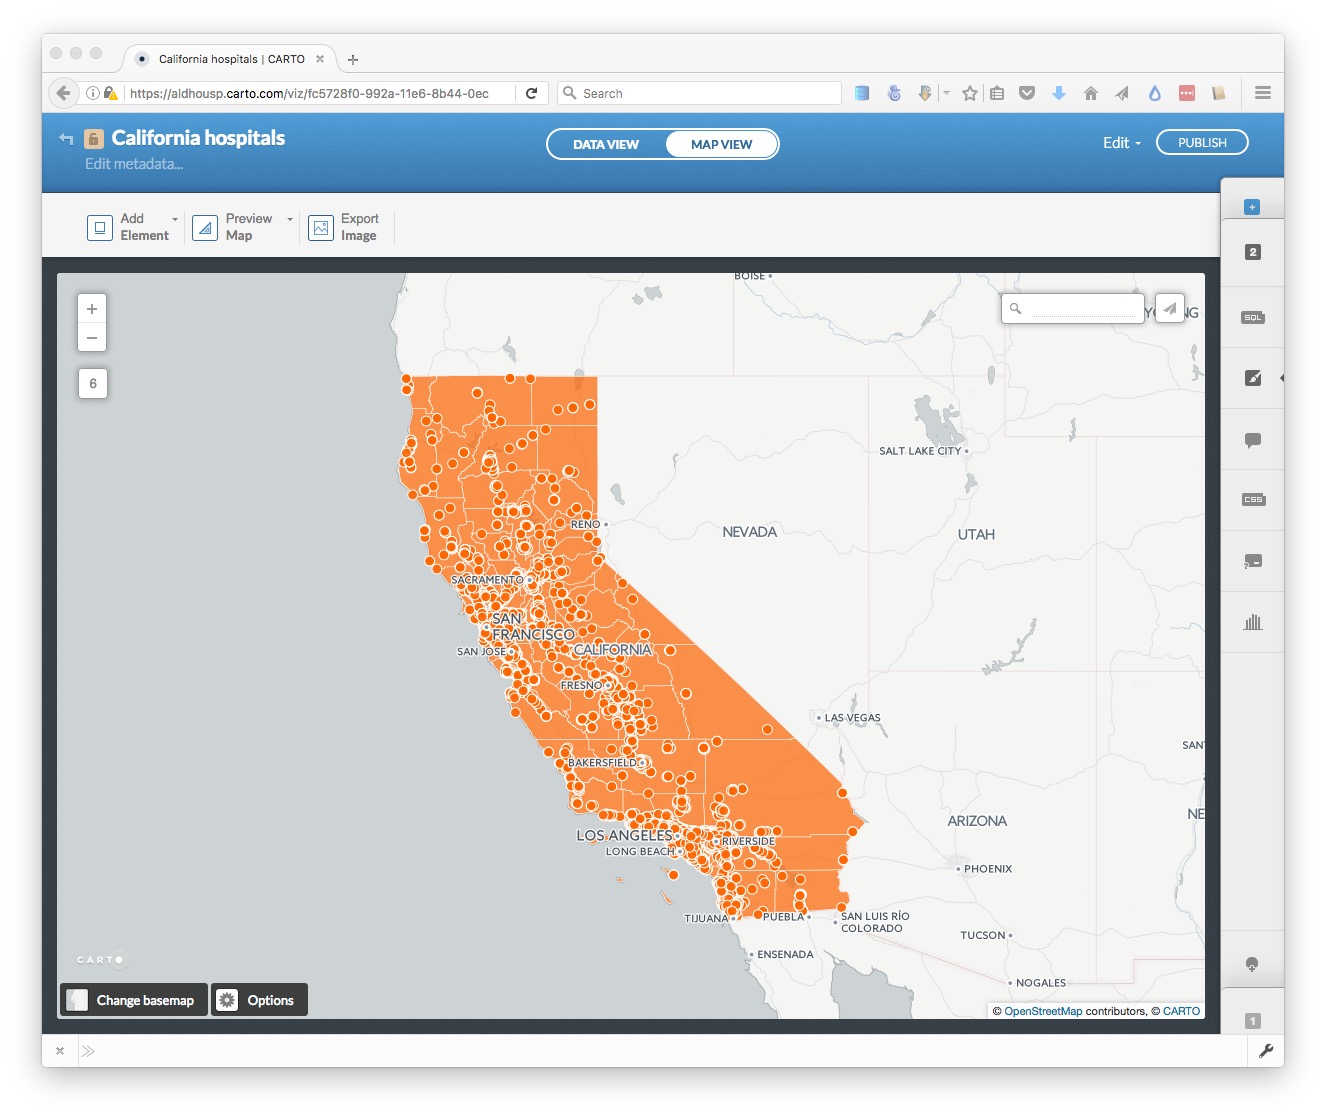 California hospitals | CARTO
https://aldhousp.carto.com/viz/fc5728f0-992a-11e6-8b44-0ec
Search
California hospitals
Edit metadata...
DATA VIEW
MAP VIEW
Edit
PUBLISH
Add
Element
Preview
Map
Export
Image
2
SQL
CSS
1
6
BOISE
SALT LAKE CITY
RENO
NEVADA
UTAH
SACRAMENTO
SAN
FRANCISCO
SAN JOSE
CALIFORNIA
FRESNO
LAS VEGAS
SAN
BAKERSFIELD
LOS ANGELES
RIVERSIDE
LONG BEACH
ARIZONA
NE
PHOENIX
TIJUANA
PUEBLA
SAN LUIS RÍO
COLORADO
TUCSON
ENSENADA
NOGALES
CARTO
Change basemap
Options
© OpenStreetMap contributors, © CARTO